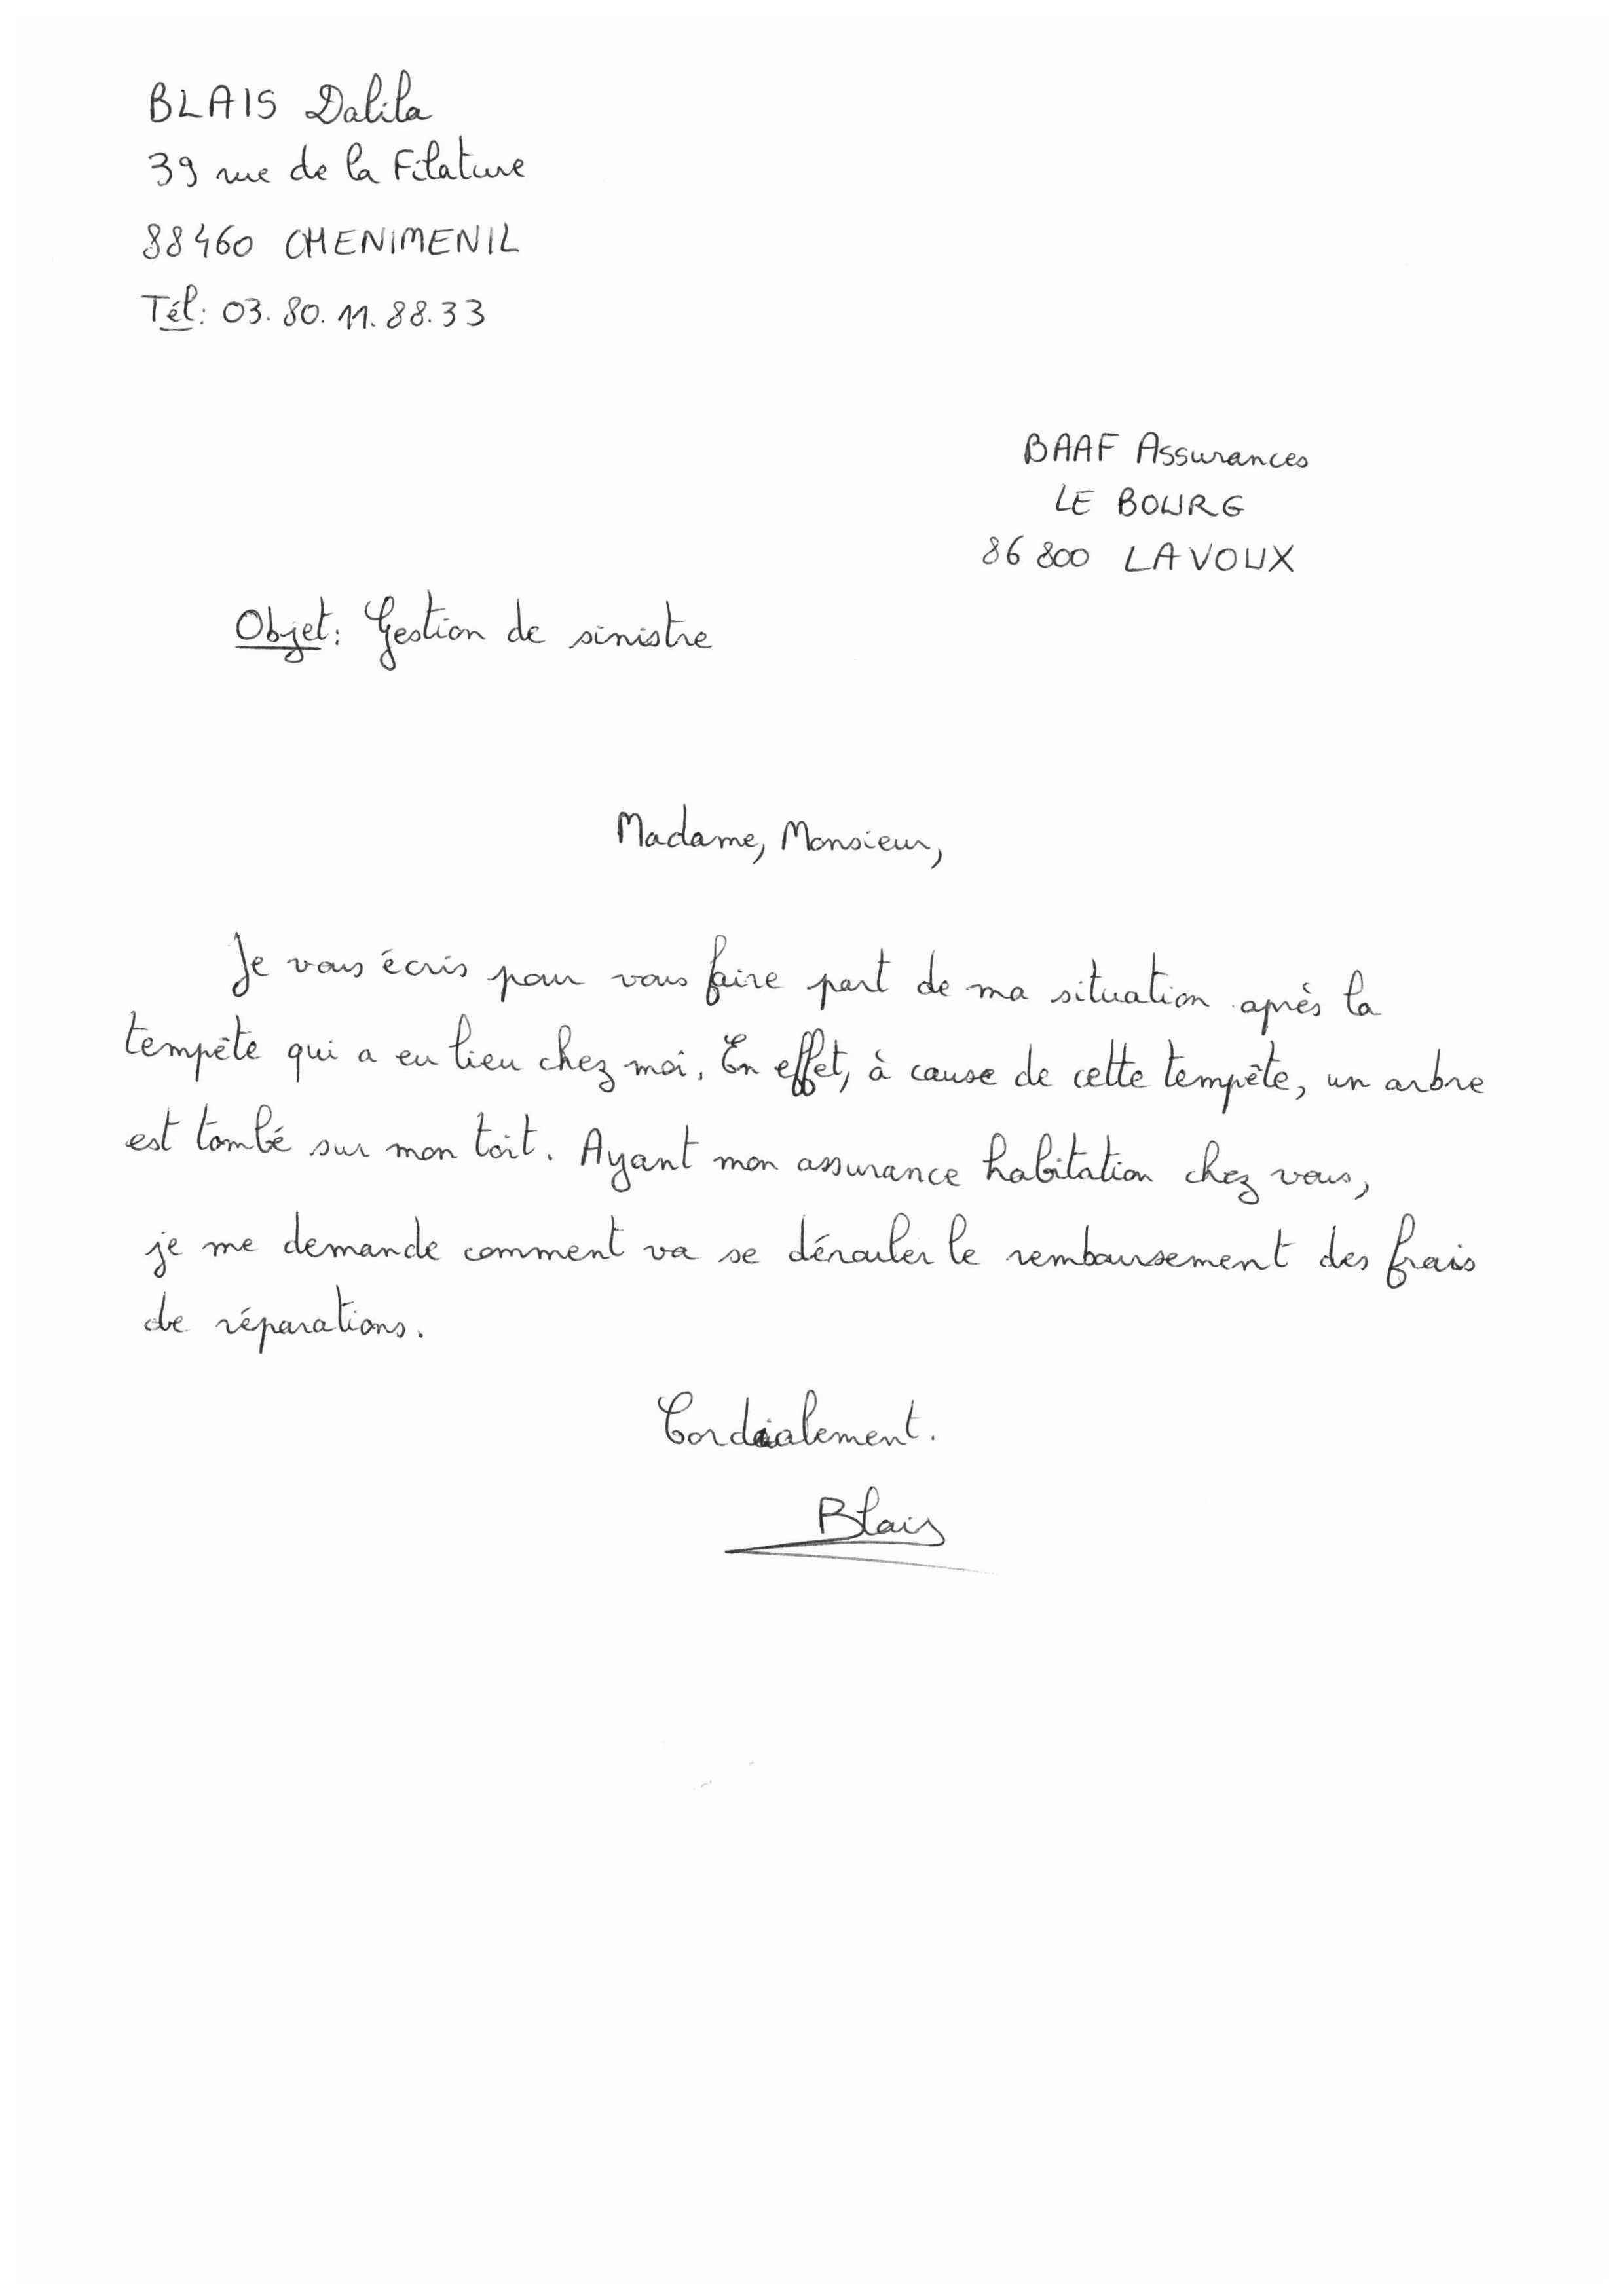 BLAIS Dalila
39 rue de la Filature
88460 CHENIMENIL
Tél: 03.80.11.88.33
BAAF Assurances
LE BOURG
86 800 LAVOUX
Objet: Gestion de sinistre
Madame, Monsieur,
Je vous écris pour vous faire part de ma situation après la
tempête qui a eu lieu chez moi. En effet, à cause de cette tempête, un arbre
est tombé sur mon toit. Ayant mon assurance habitation chez vous,
je me demande comment va se dérouler le remboursement des frais
de réparations.
Cordialement.
Blais